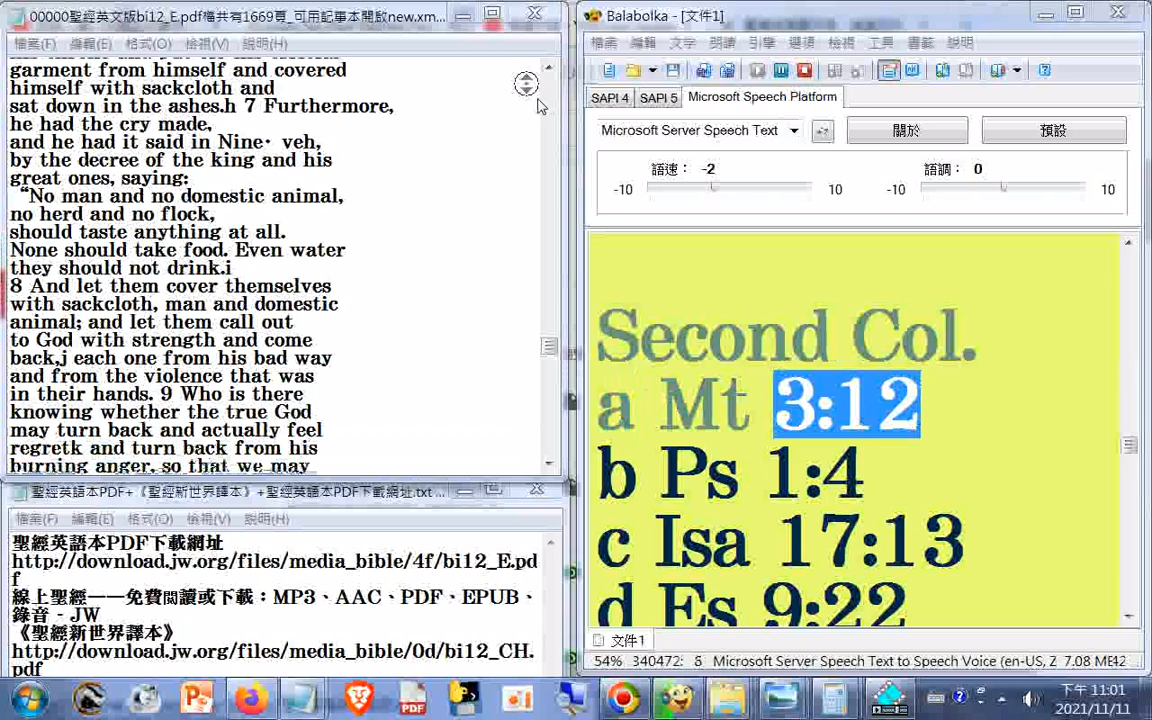 00000聖經英文版bi12_E.pdf檔共有1669頁_可用記事本開啟new.xm...
檔案(F) 編輯(E) 格式(O) 檢視(V) 說明(H)
garment from himself and covered
himself with sackcloth and
sat down in the ashes.h 7 Furthermore,
he had the cry made,
and he had it said in Nine· veh,
by the decree of the king and his
great ones, saying:
“No man and no domestic animal,
no herd and no flock,
should taste anything at all.
None should take food. Even water
they should not drink.i
8 And let them cover themselves
with sackcloth, man and domestic
animal; and let them call out
to God with strength and come
back,j each one from his bad way
and from the violence that was
in their hands. 9 Who is there
knowing whether the true God
may turn back and actually feel
regretk and turn back from his
burning anger, so that we may
聖經英語本PDF+《聖經新世界譯本》+聖經英語本PDF下載網址.txt ...
檔案(F) 編輯(E) 格式(O) 檢視(V) 說明(H)
聖經英語本PDF下載網址
http://download.jw.org/files/media_bible/4f/bi12_E.pd
f
線上聖經——免費閱讀或下載：MP3、AAC、PDF、EPUB、
錄音 - JW
《聖經新世界譯本》
http://download.jw.org/files/media_bible/0d/bi12_CH.
pdf
Balabolka - [文件1]
檔案 編輯 文字 朗讀 引擎 選項 檢視 工具 書籤 說明
SAPI 4 SAPI 5 Microsoft Speech Platform
Microsoft Server Speech Text 關於 預設
語速： -2 語調： 0
-10 10 -10 10
Second Col.
a Mt 3:12
b Ps 1:4
c Isa 17:13
d Es 9:22
文件1
54% 340472: 8 Microsoft Server Speech Text to Speech Voice (en-US, Z 7.08 ME42
下午 11:01
2021/11/11